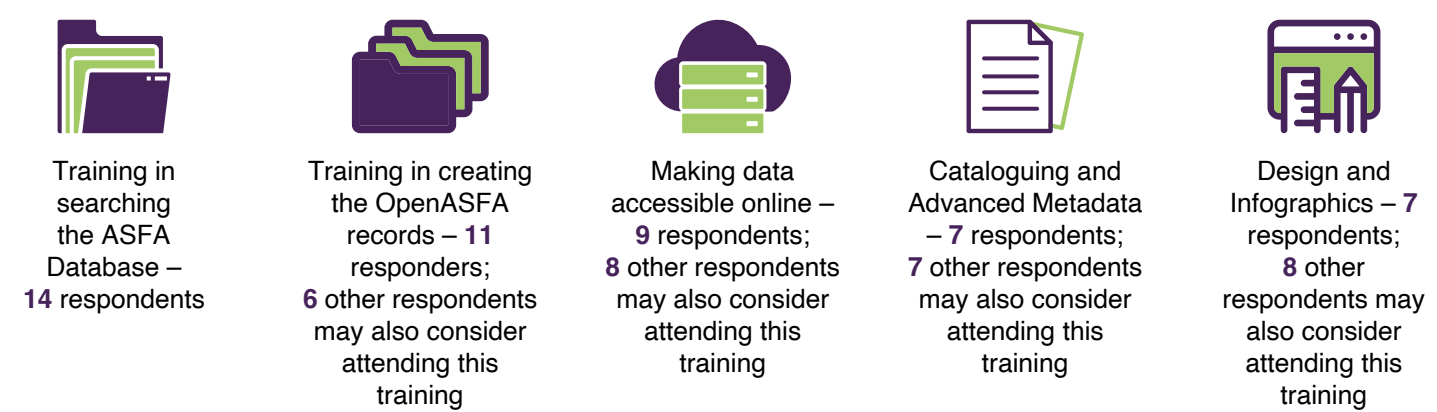 Training in
searching
the ASFA
Database –
14 respondents
Training in creating
the OpenASFA
records – 11
responders;
6 other respondents
may also consider
attending this
training
Making data
accessible online –
9 respondents;
8 other respondents
may also consider
attending this
training
Cataloguing and
Advanced Metadata
– 7 respondents;
7 other respondents
may also consider
attending this
training
Design and
Infographics – 7
respondents;
8 other
respondents may
also consider
attending this
training